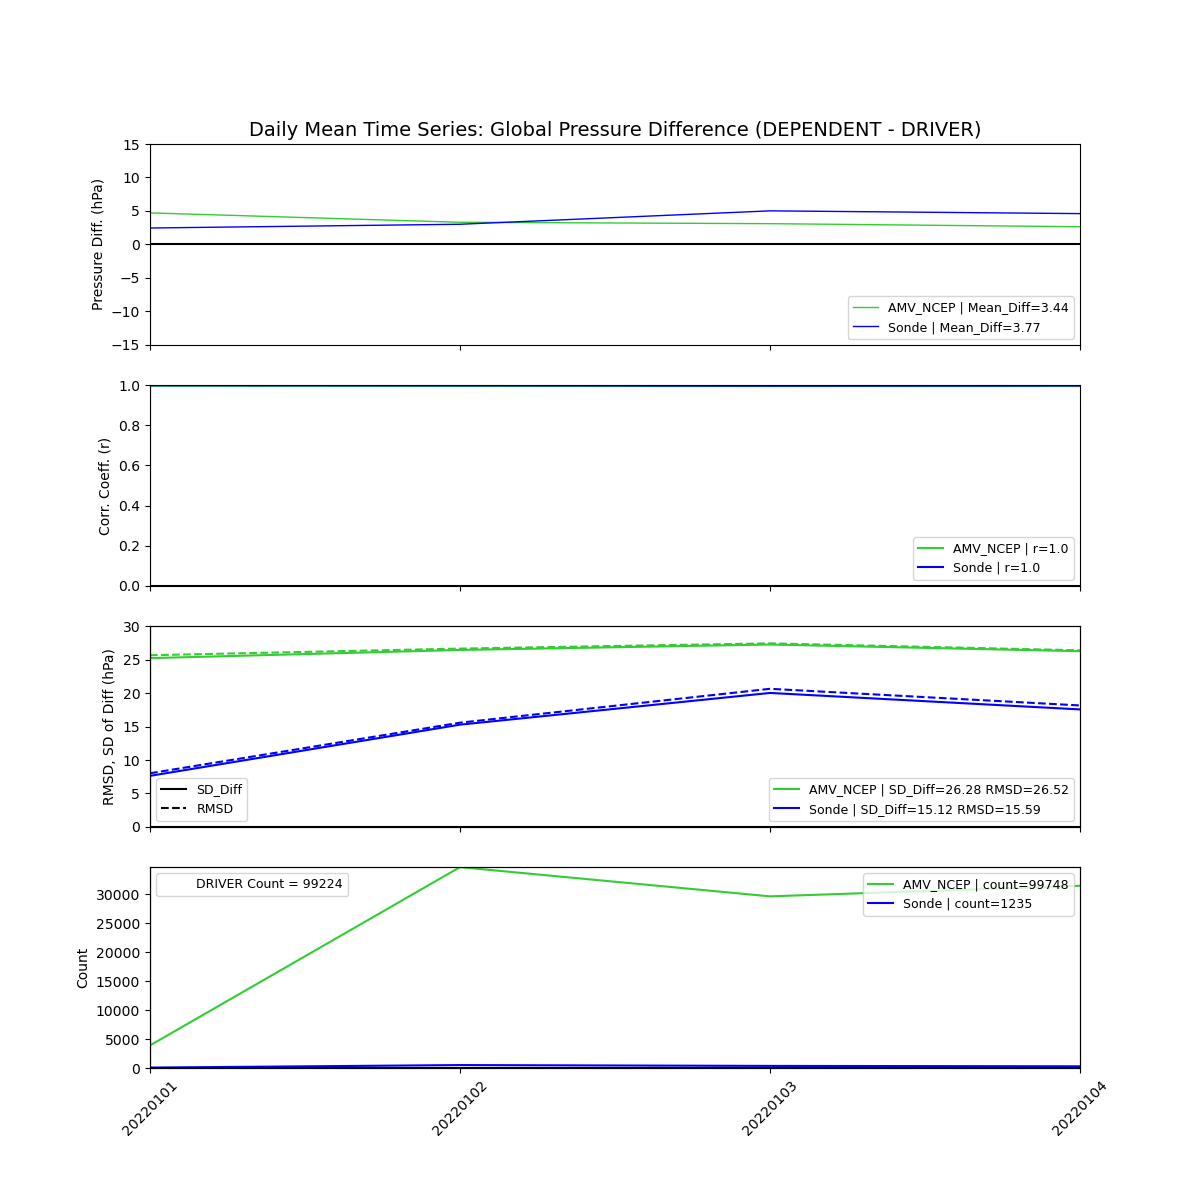 Daily Mean Time Series: Global Pressure Difference (DEPENDENT - DRIVER)
Pressure Diff. (hPa)
15
10
5
0
−5
−10
−15
AMV_NCEP | Mean_Diff=3.44
Sonde | Mean_Diff=3.77
Corr. Coeff. (r)
1.0
0.8
0.6
0.4
0.2
0.0
AMV_NCEP | r=1.0
Sonde | r=1.0
RMSD, SD of Diff (hPa)
30
25
20
15
10
5
0
SD_Diff
RMSD
AMV_NCEP | SD_Diff=26.28 RMSD=26.52
Sonde | SD_Diff=15.12 RMSD=15.59
Count
30000
25000
20000
15000
10000
5000
0
DRIVER Count = 99224
AMV_NCEP | count=99748
Sonde | count=1235
20220101
20220102
20220103
20220104